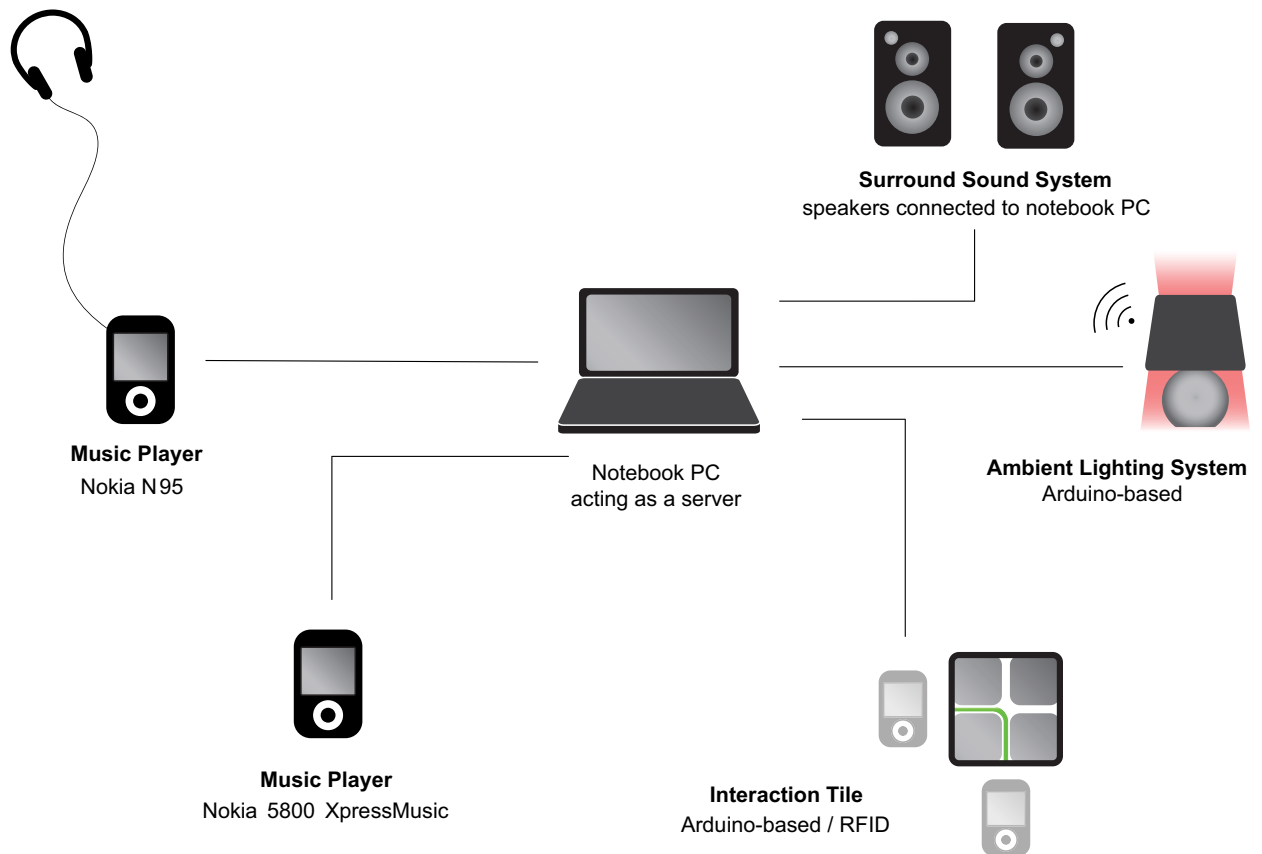 Surround Sound System
speakers connected to notebook PC
Music Player
Nokia N95
Notebook PC
acting as a server
Ambient Lighting System
Arduino-based
Music Player
Nokia 5800 XpressMusic
Interaction Tile
Arduino-based / RFID